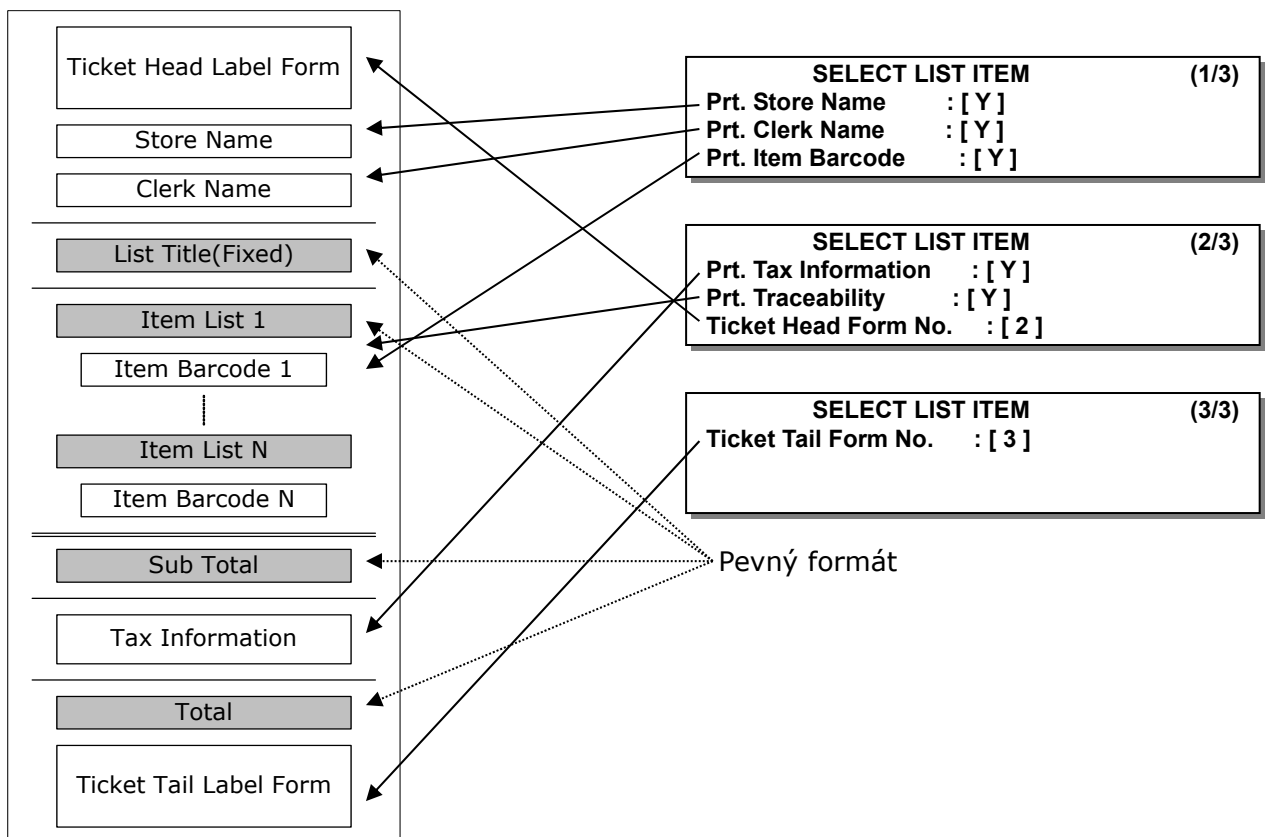 Ticket Head Label Form
Store Name
Clerk Name
List Title(Fixed)
Item List 1
Item Barcode 1
Item List N
Item Barcode N
Sub Total
Tax Information
Total
Ticket Tail Label Form
SELECT LIST ITEM (1/3)
Prt. Store Name : [ Y ]
Prt. Clerk Name : [ Y ]
Prt. Item Barcode : [ Y ]
SELECT LIST ITEM (2/3)
Prt. Tax Information : [ Y ]
Prt. Traceability : [ Y ]
Ticket Head Form No. : [ 2 ]
SELECT LIST ITEM (3/3)
Ticket Tail Form No. : [ 3 ]
Pevný formát